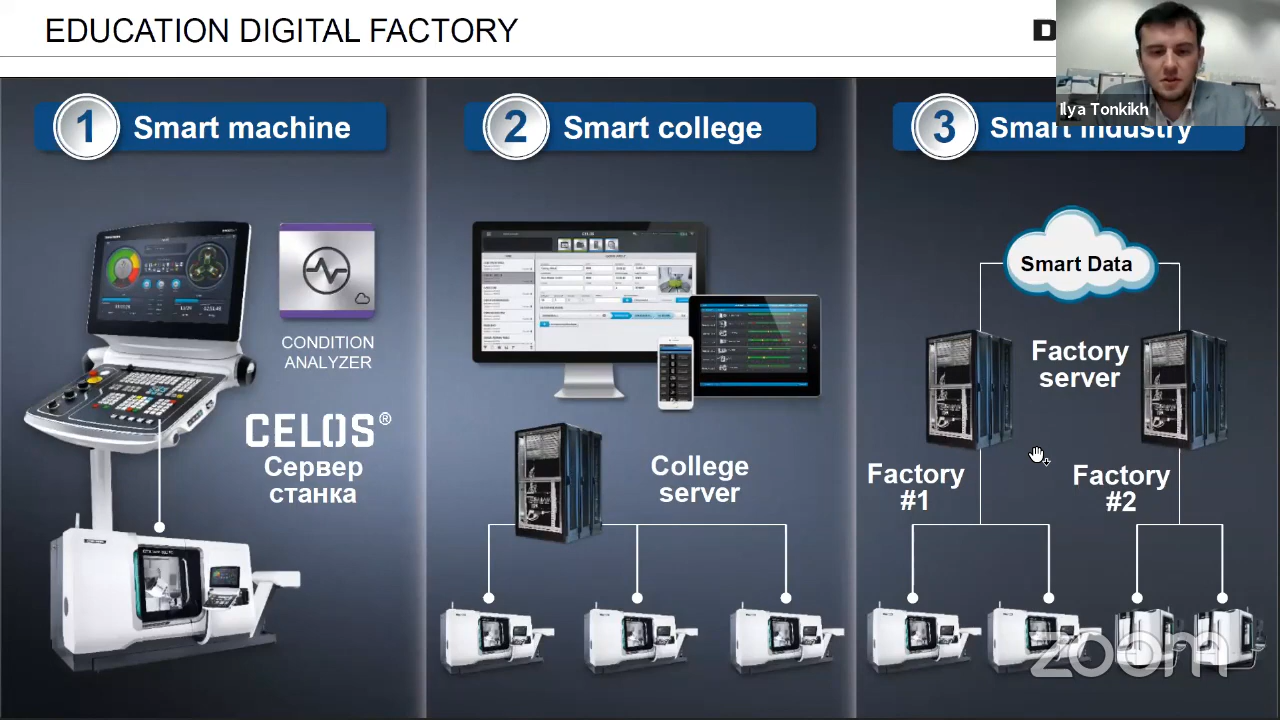 EDUCATION DIGITAL FACTORY
D
Ilya Tonkikh
1 Smart machine
2 Smart college
3 Smart industry
CONDITION
ANALYZER
CELOS®
Сервер
станка
College
server
Smart Data
Factory
server
Factory
#1
Factory
#2
zoom